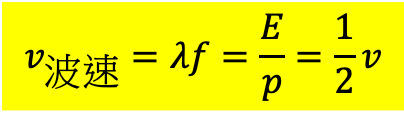 v波速 = λf = E/p = 1/2 v